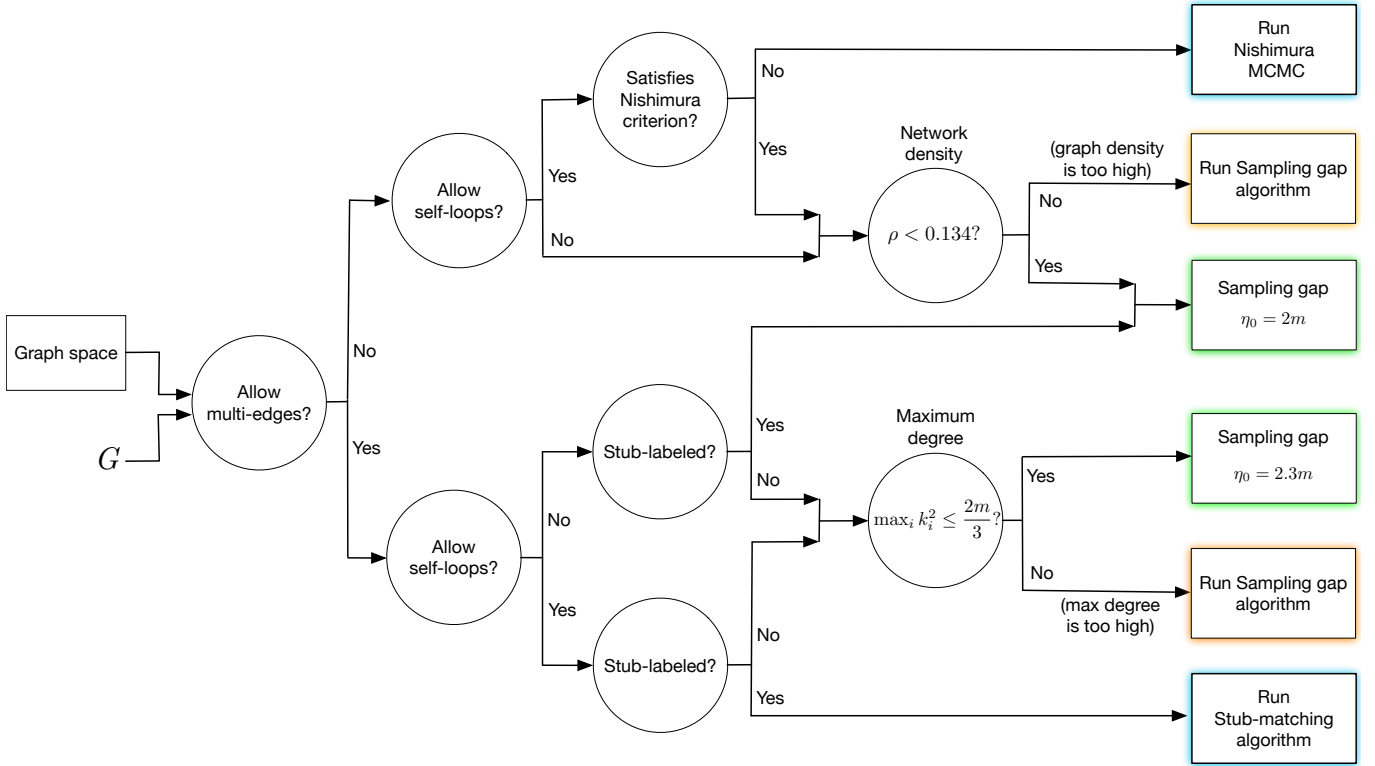 Graph space
G
Allow
multi-edges?
No
Yes
Allow
self-loops?
Yes
No
Satisfies
Nishimura
criterion?
No
Yes
Run
Nishimura
MCMC
Network
density
ρ < 0.134?
(graph density
is too high)
No
Yes
Run Sampling gap
algorithm
Sampling gap
η₀ = 2m
Allow
self-loops?
No
Yes
Stub-labeled?
Yes
No
Stub-labeled?
No
Yes
Maximum
degree
maxᵢ kᵢ² ≤ 2m/3?
Yes
No
(max degree
is too high)
Sampling gap
η₀ = 2.3m
Run Sampling gap
algorithm
Run
Stub-matching
algorithm